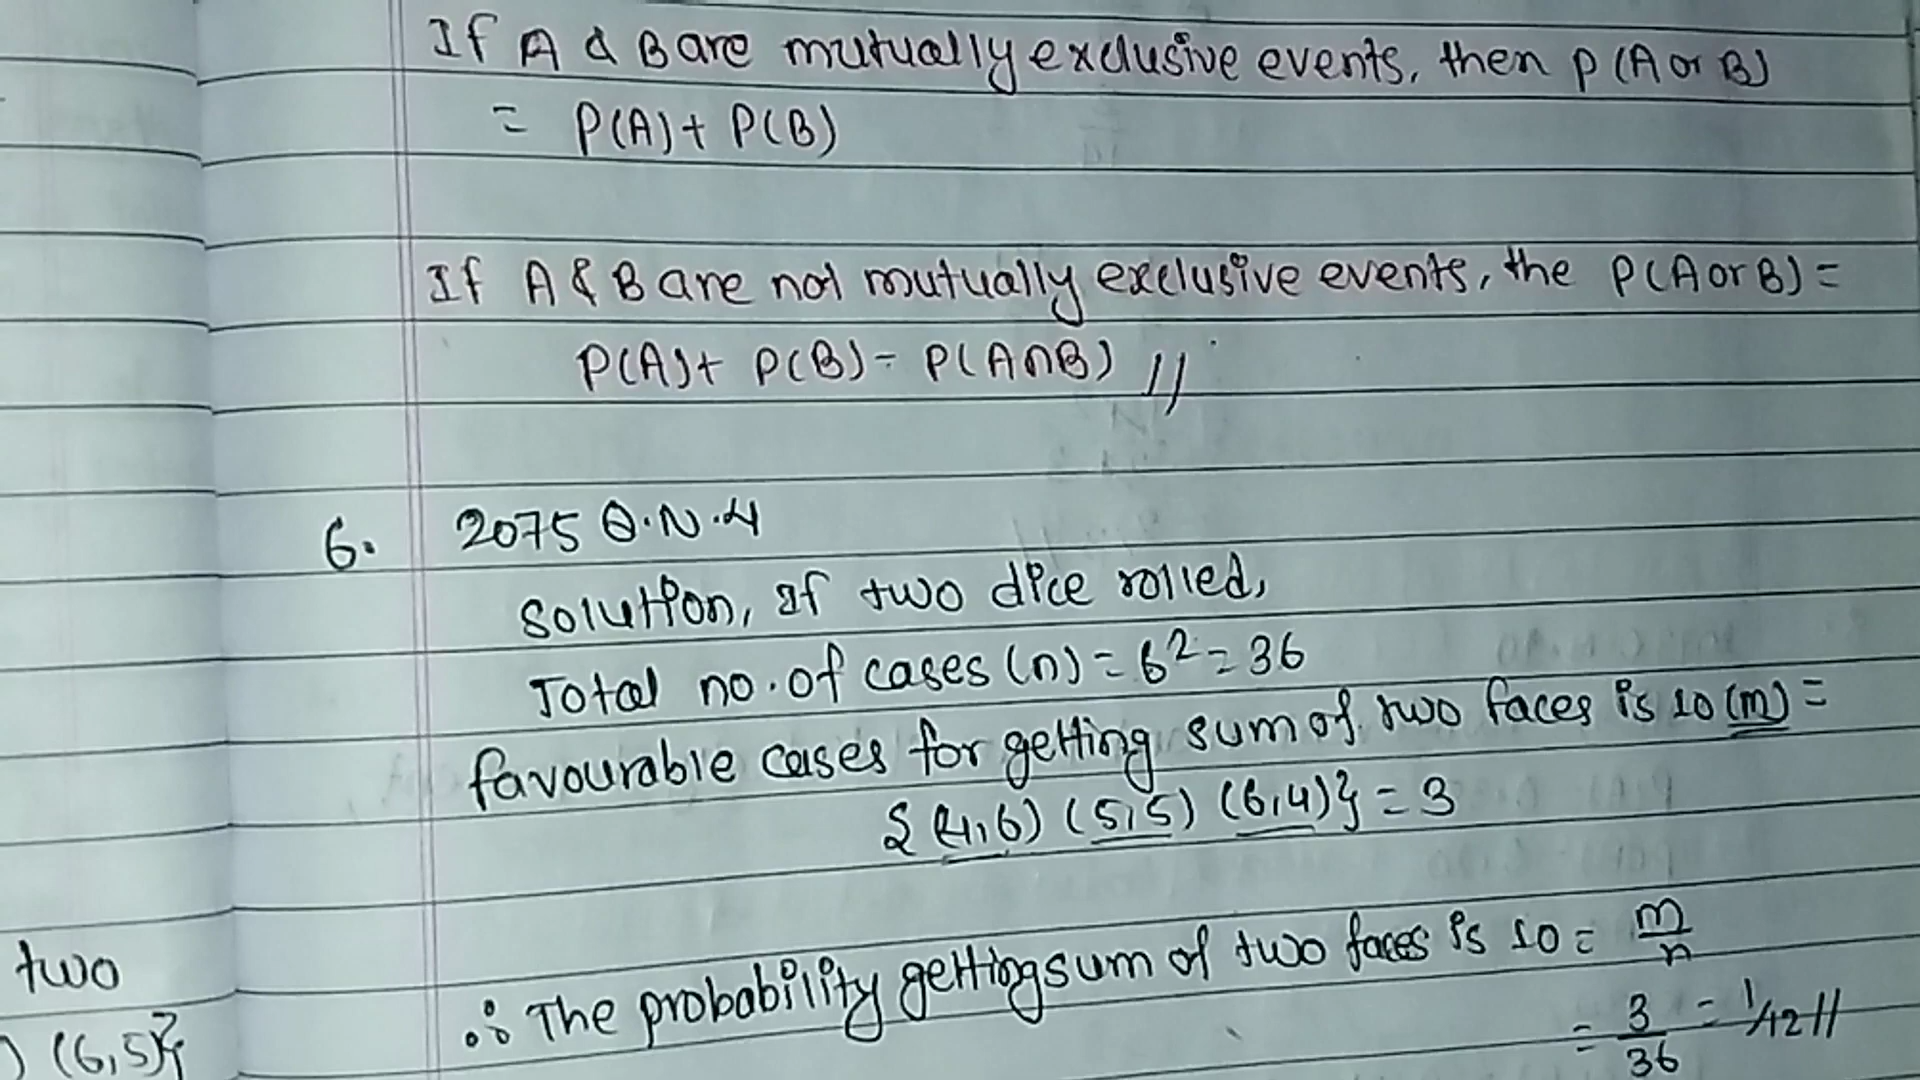 If A & B are mutually exclusive events, then p (A or B)
= P(A) + P(B)
If A & B are not mutually exclusive events, the P(A or B) =
P(A) + P(B) - P(A∩B) //
6. 2075 Q.N.4
Solution, If two dice rolled,
Total no. of cases (n) = 6² = 36
favourable cases for getting sum of two faces is 10 (m) =
{(4,6) (5,5) (6,4)} = 3
∴ The probability getting sum of two faces is 10 = m/n
= 3/36 = 1/12 //
two
) (6,5)}